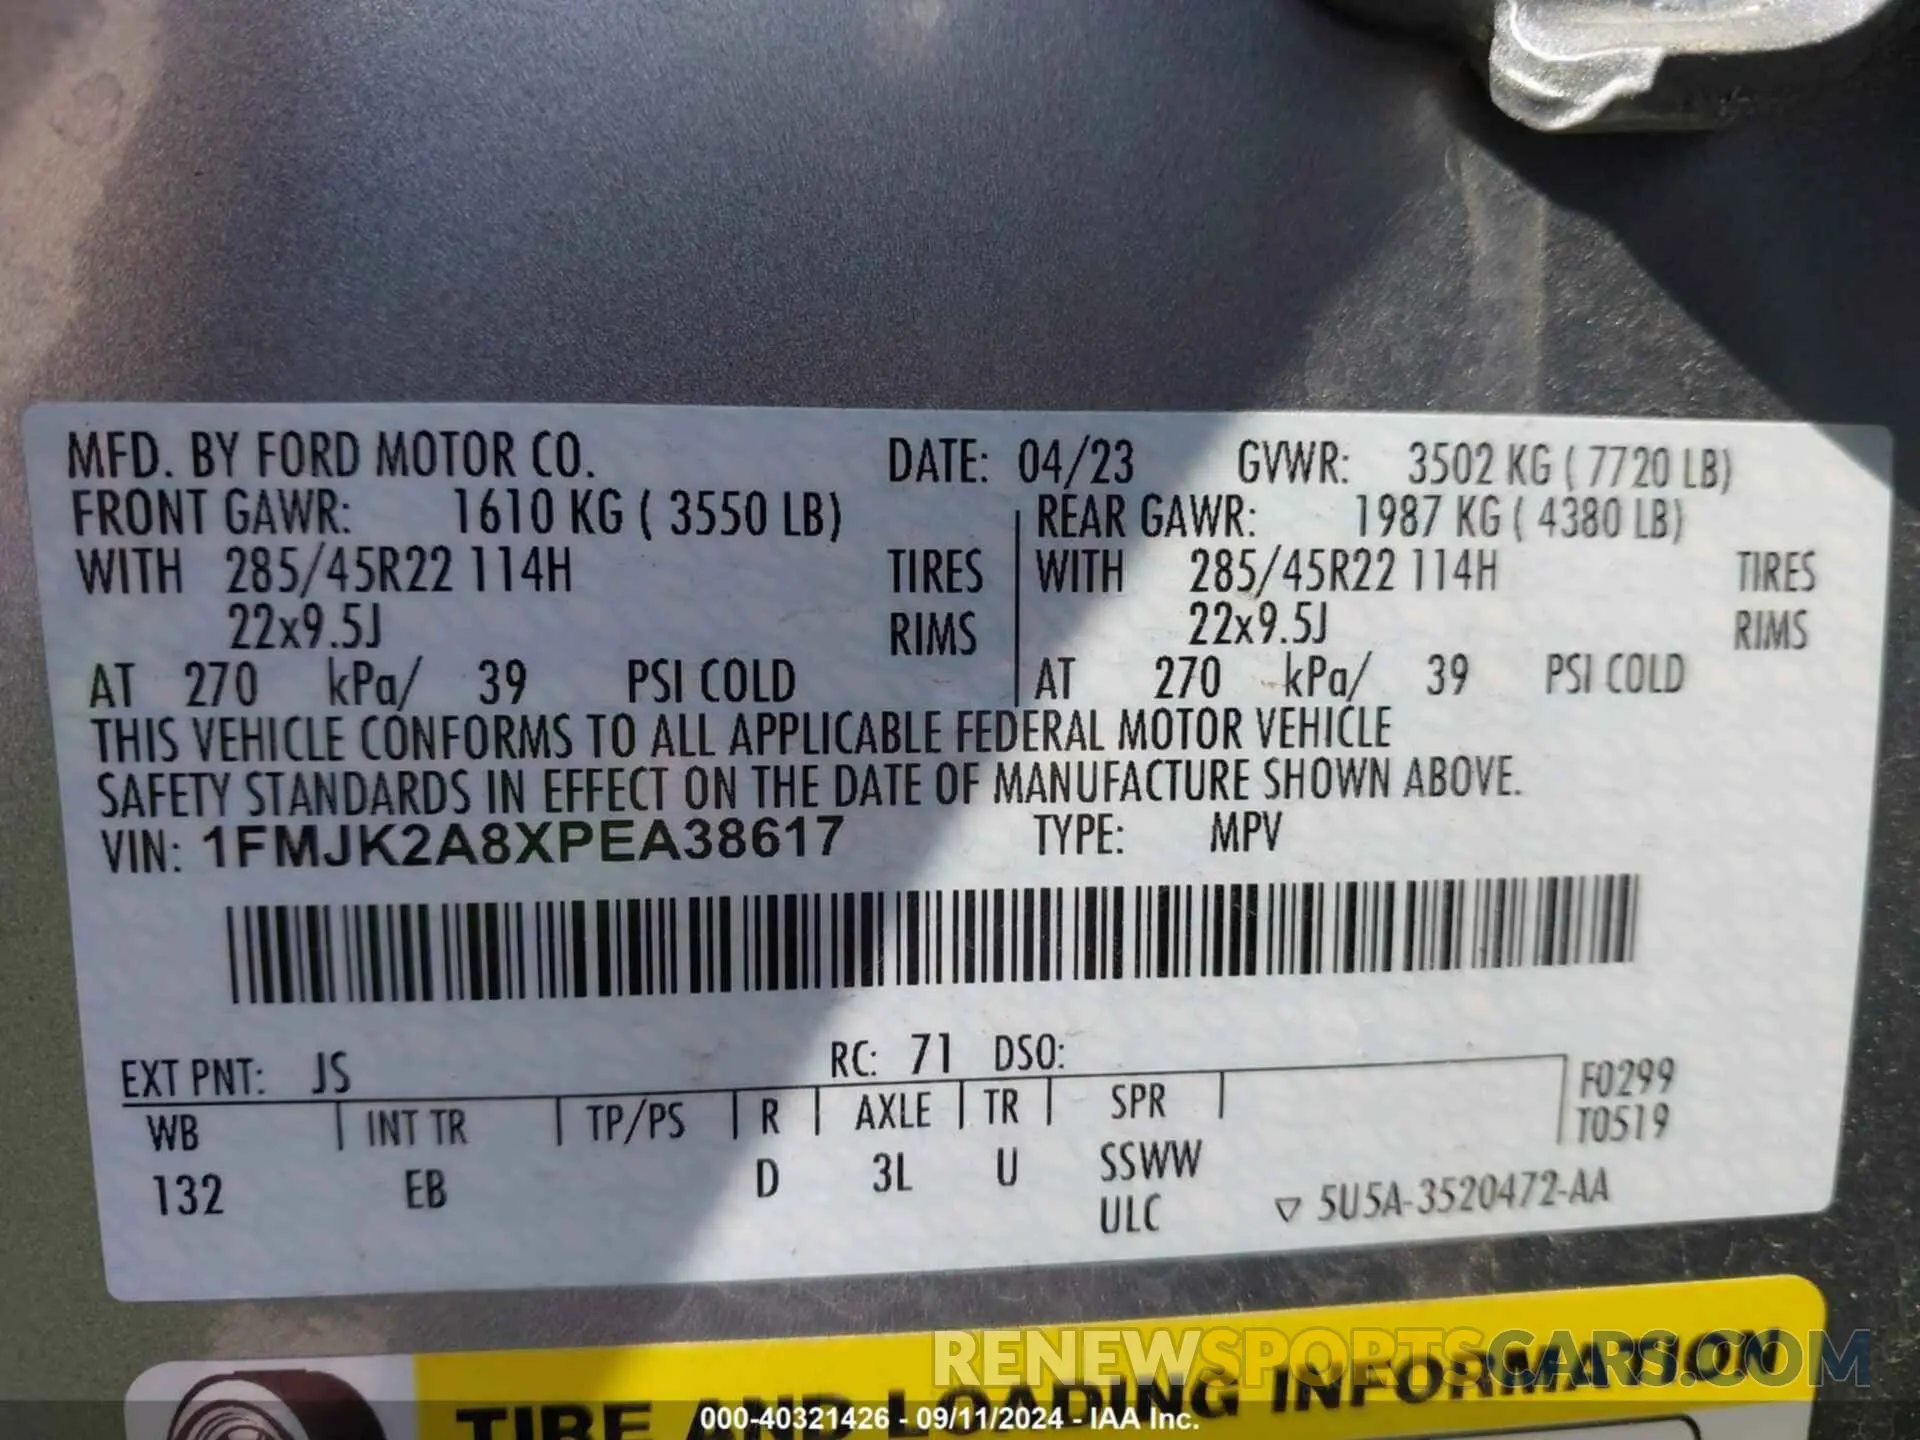 MFD. BY FORD MOTOR CO. DATE: 04/23 GVWR: 3502 KG ( 7720 LB)
FRONT GAWR: 1610 KG ( 3550 LB) REAR GAWR: 1987 KG ( 4380 LB)
WITH 285/45R22 114H TIRES WITH 285/45R22 114H TIRES
22x9.5J RIMS 22x9.5J RIMS
AT 270 kPa/ 39 PSI COLD AT 270 kPa/ 39 PSI COLD
THIS VEHICLE CONFORMS TO ALL APPLICABLE FEDERAL MOTOR VEHICLE
SAFETY STANDARDS IN EFFECT ON THE DATE OF MANUFACTURE SHOWN ABOVE.
VIN: 1FMJK2A8XPEA38617 TYPE: MPV
EXT PNT: JS RC: 71 DSO:
WB INT TR TP/PS R AXLE TR SPR F0299
T0519
132 EB D 3L U SSWW
ULC ▽ 5U5A-3520472-AA
TIRE AND LOADING INFORMATION
RENEWSPORTSCARS.COM
000-40321426 - 09/11/2024 - IAA Inc.